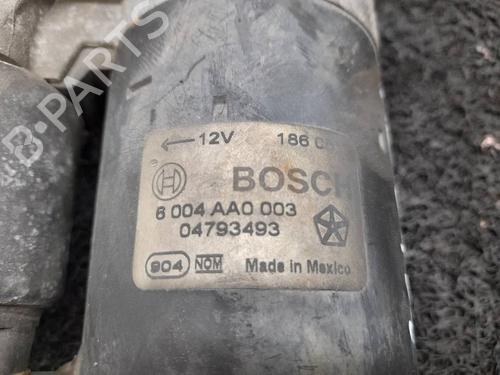 B-PARTS
← 12V 186
BOSCH
6 004 AA0 003
04793493
904 NOM Made in Mexico